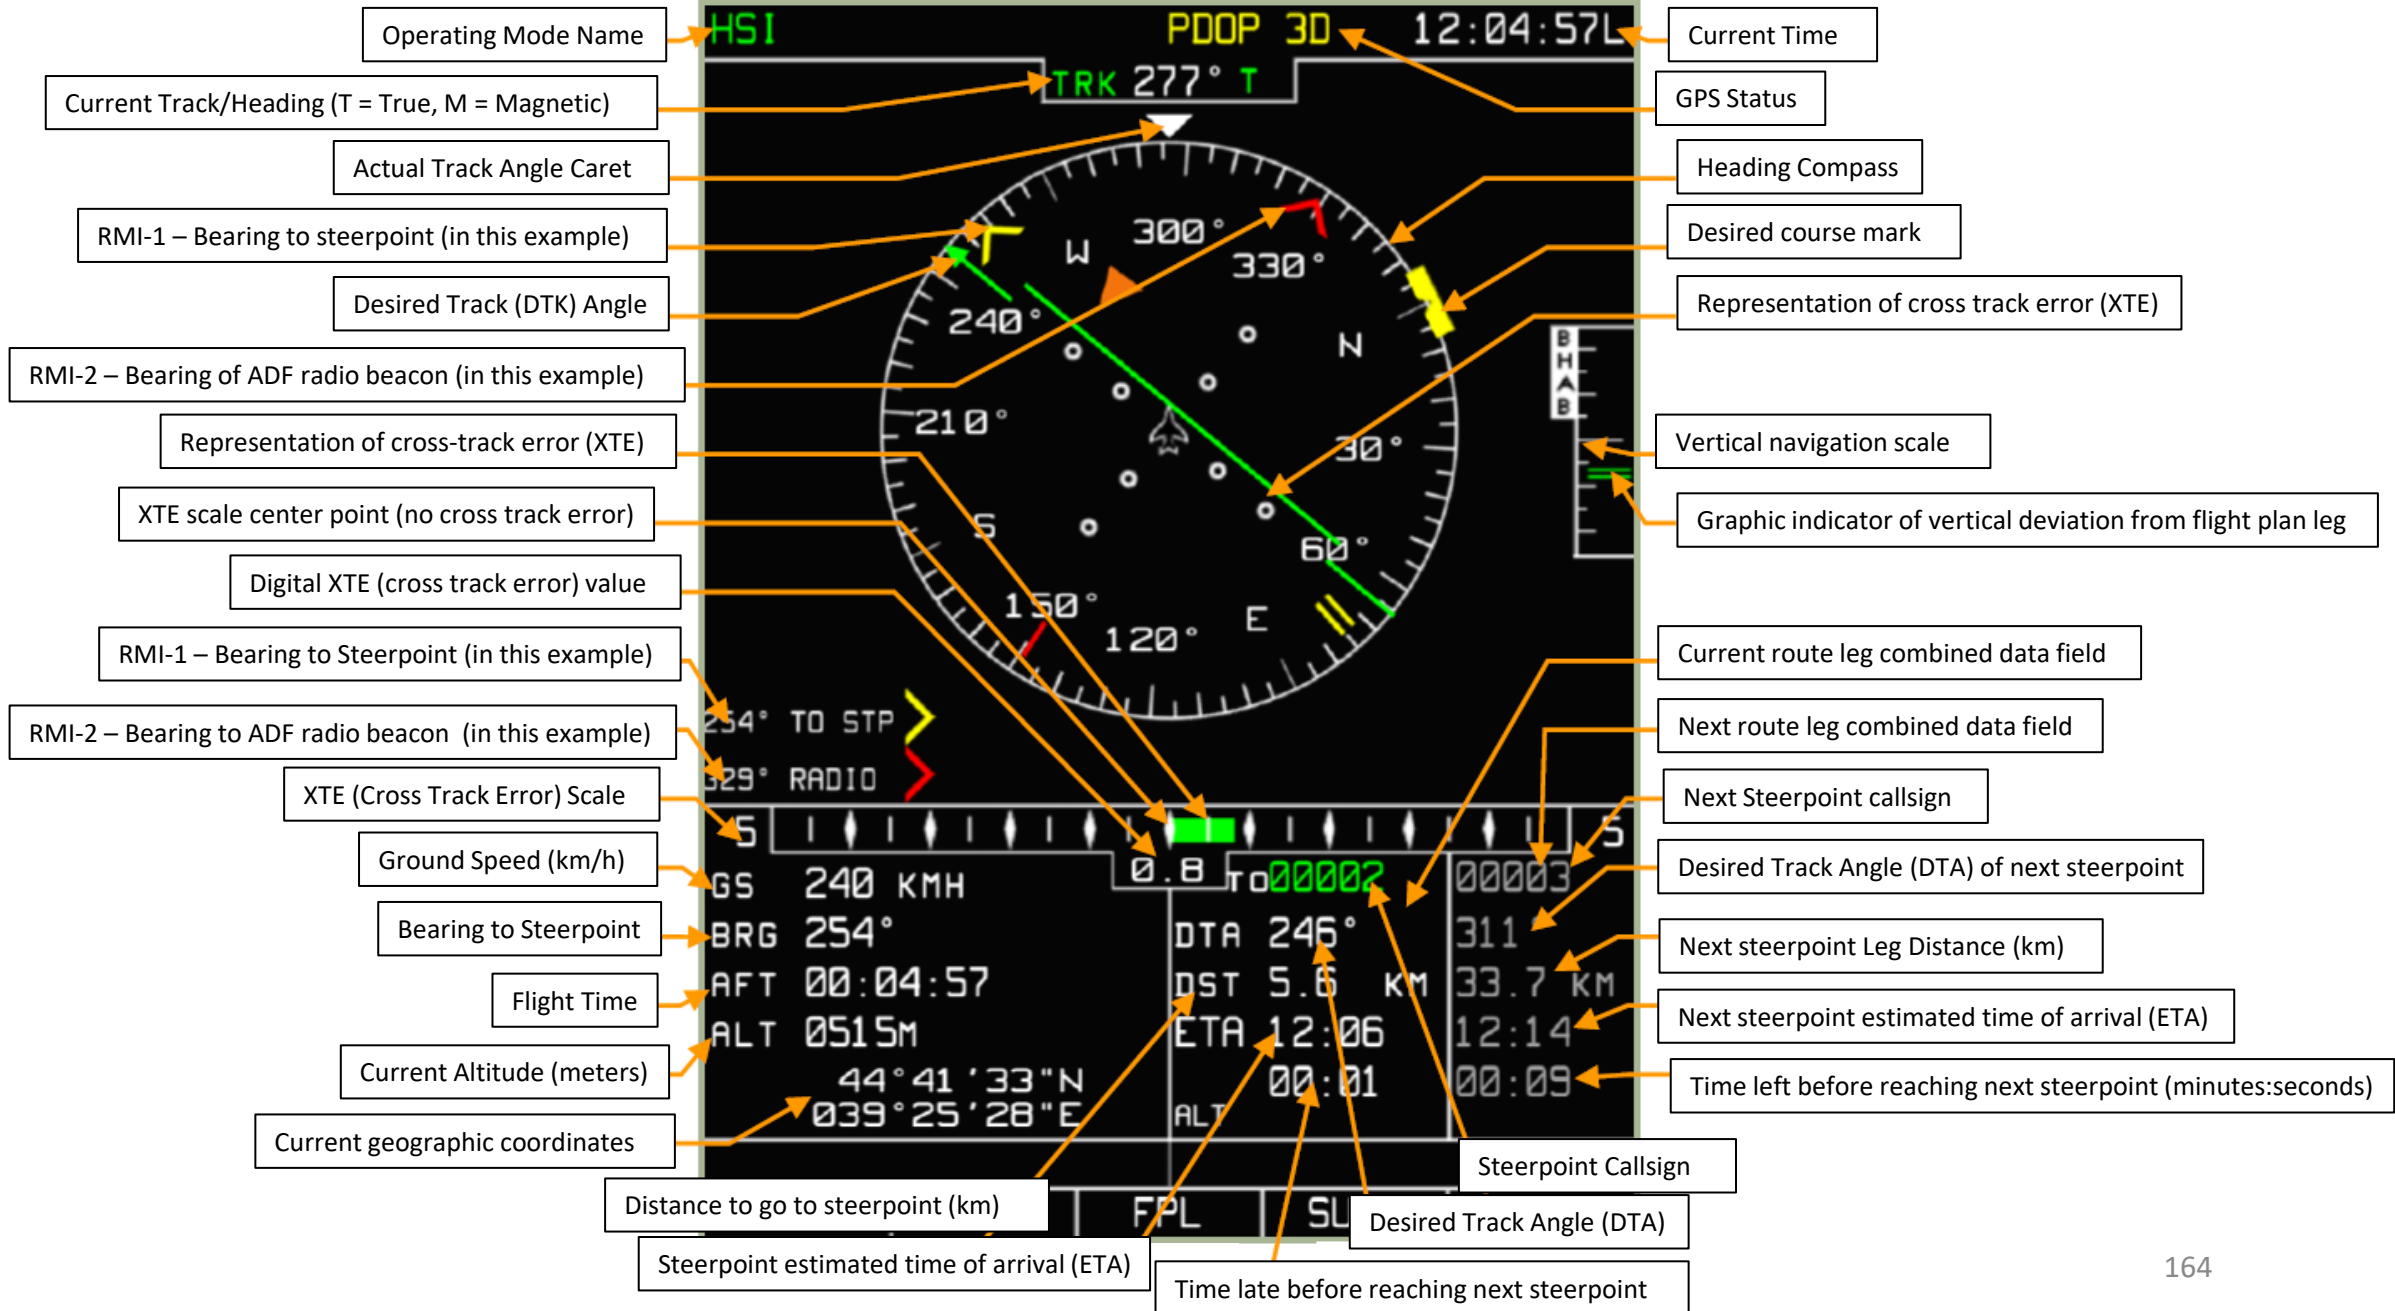 Operating Mode Name
Current Track/Heading (T = True, M = Magnetic)
Actual Track Angle Caret
RMI-1 – Bearing to steerpoint (in this example)
Desired Track (DTK) Angle
RMI-2 – Bearing of ADF radio beacon (in this example)
Representation of cross-track error (XTE)
XTE scale center point (no cross track error)
Digital XTE (cross track error) value
RMI-1 – Bearing to Steerpoint (in this example)
RMI-2 – Bearing to ADF radio beacon (in this example)
XTE (Cross Track Error) Scale
Ground Speed (km/h)
Bearing to Steerpoint
Flight Time
Current Altitude (meters)
Current geographic coordinates
Distance to go to steerpoint (km)
Steerpoint estimated time of arrival (ETA)
HSI
PDOP 3D
12:04:57L
TRK 277° T
W
300°
330°
240°
N
210°
30°
S
60°
150°
120°
E
BHAB
254° TO STP
329° RADIO
5
5
0.8
GS 240 KMH
BRG 254°
AFT 00:04:57
ALT 0515M
44°41'33"N
039°25'28"E
TO00002
DTA 246°
DST 5.6 KM
ETA 12:06
00:01
ALT
00003
311
33.7 KM
12:14
00:09
FPL
Current Time
GPS Status
Heading Compass
Desired course mark
Representation of cross track error (XTE)
Vertical navigation scale
Graphic indicator of vertical deviation from flight plan leg
Current route leg combined data field
Next route leg combined data field
Next Steerpoint callsign
Desired Track Angle (DTA) of next steerpoint
Next steerpoint Leg Distance (km)
Next steerpoint estimated time of arrival (ETA)
Time left before reaching next steerpoint (minutes:seconds)
Steerpoint Callsign
Desired Track Angle (DTA)
Time late before reaching next steerpoint
164